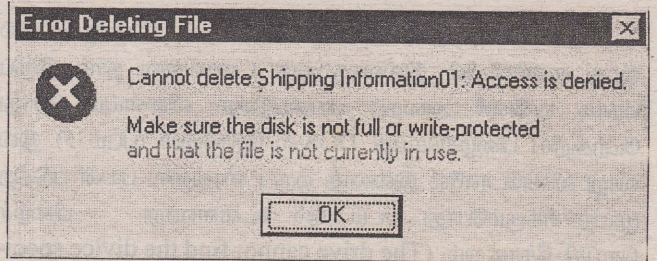 Error Deleting File
Cannot delete Shipping Information01: Access is denied.
Make sure the disk is not full or write-protected
and that the file is not currently in use.
OK